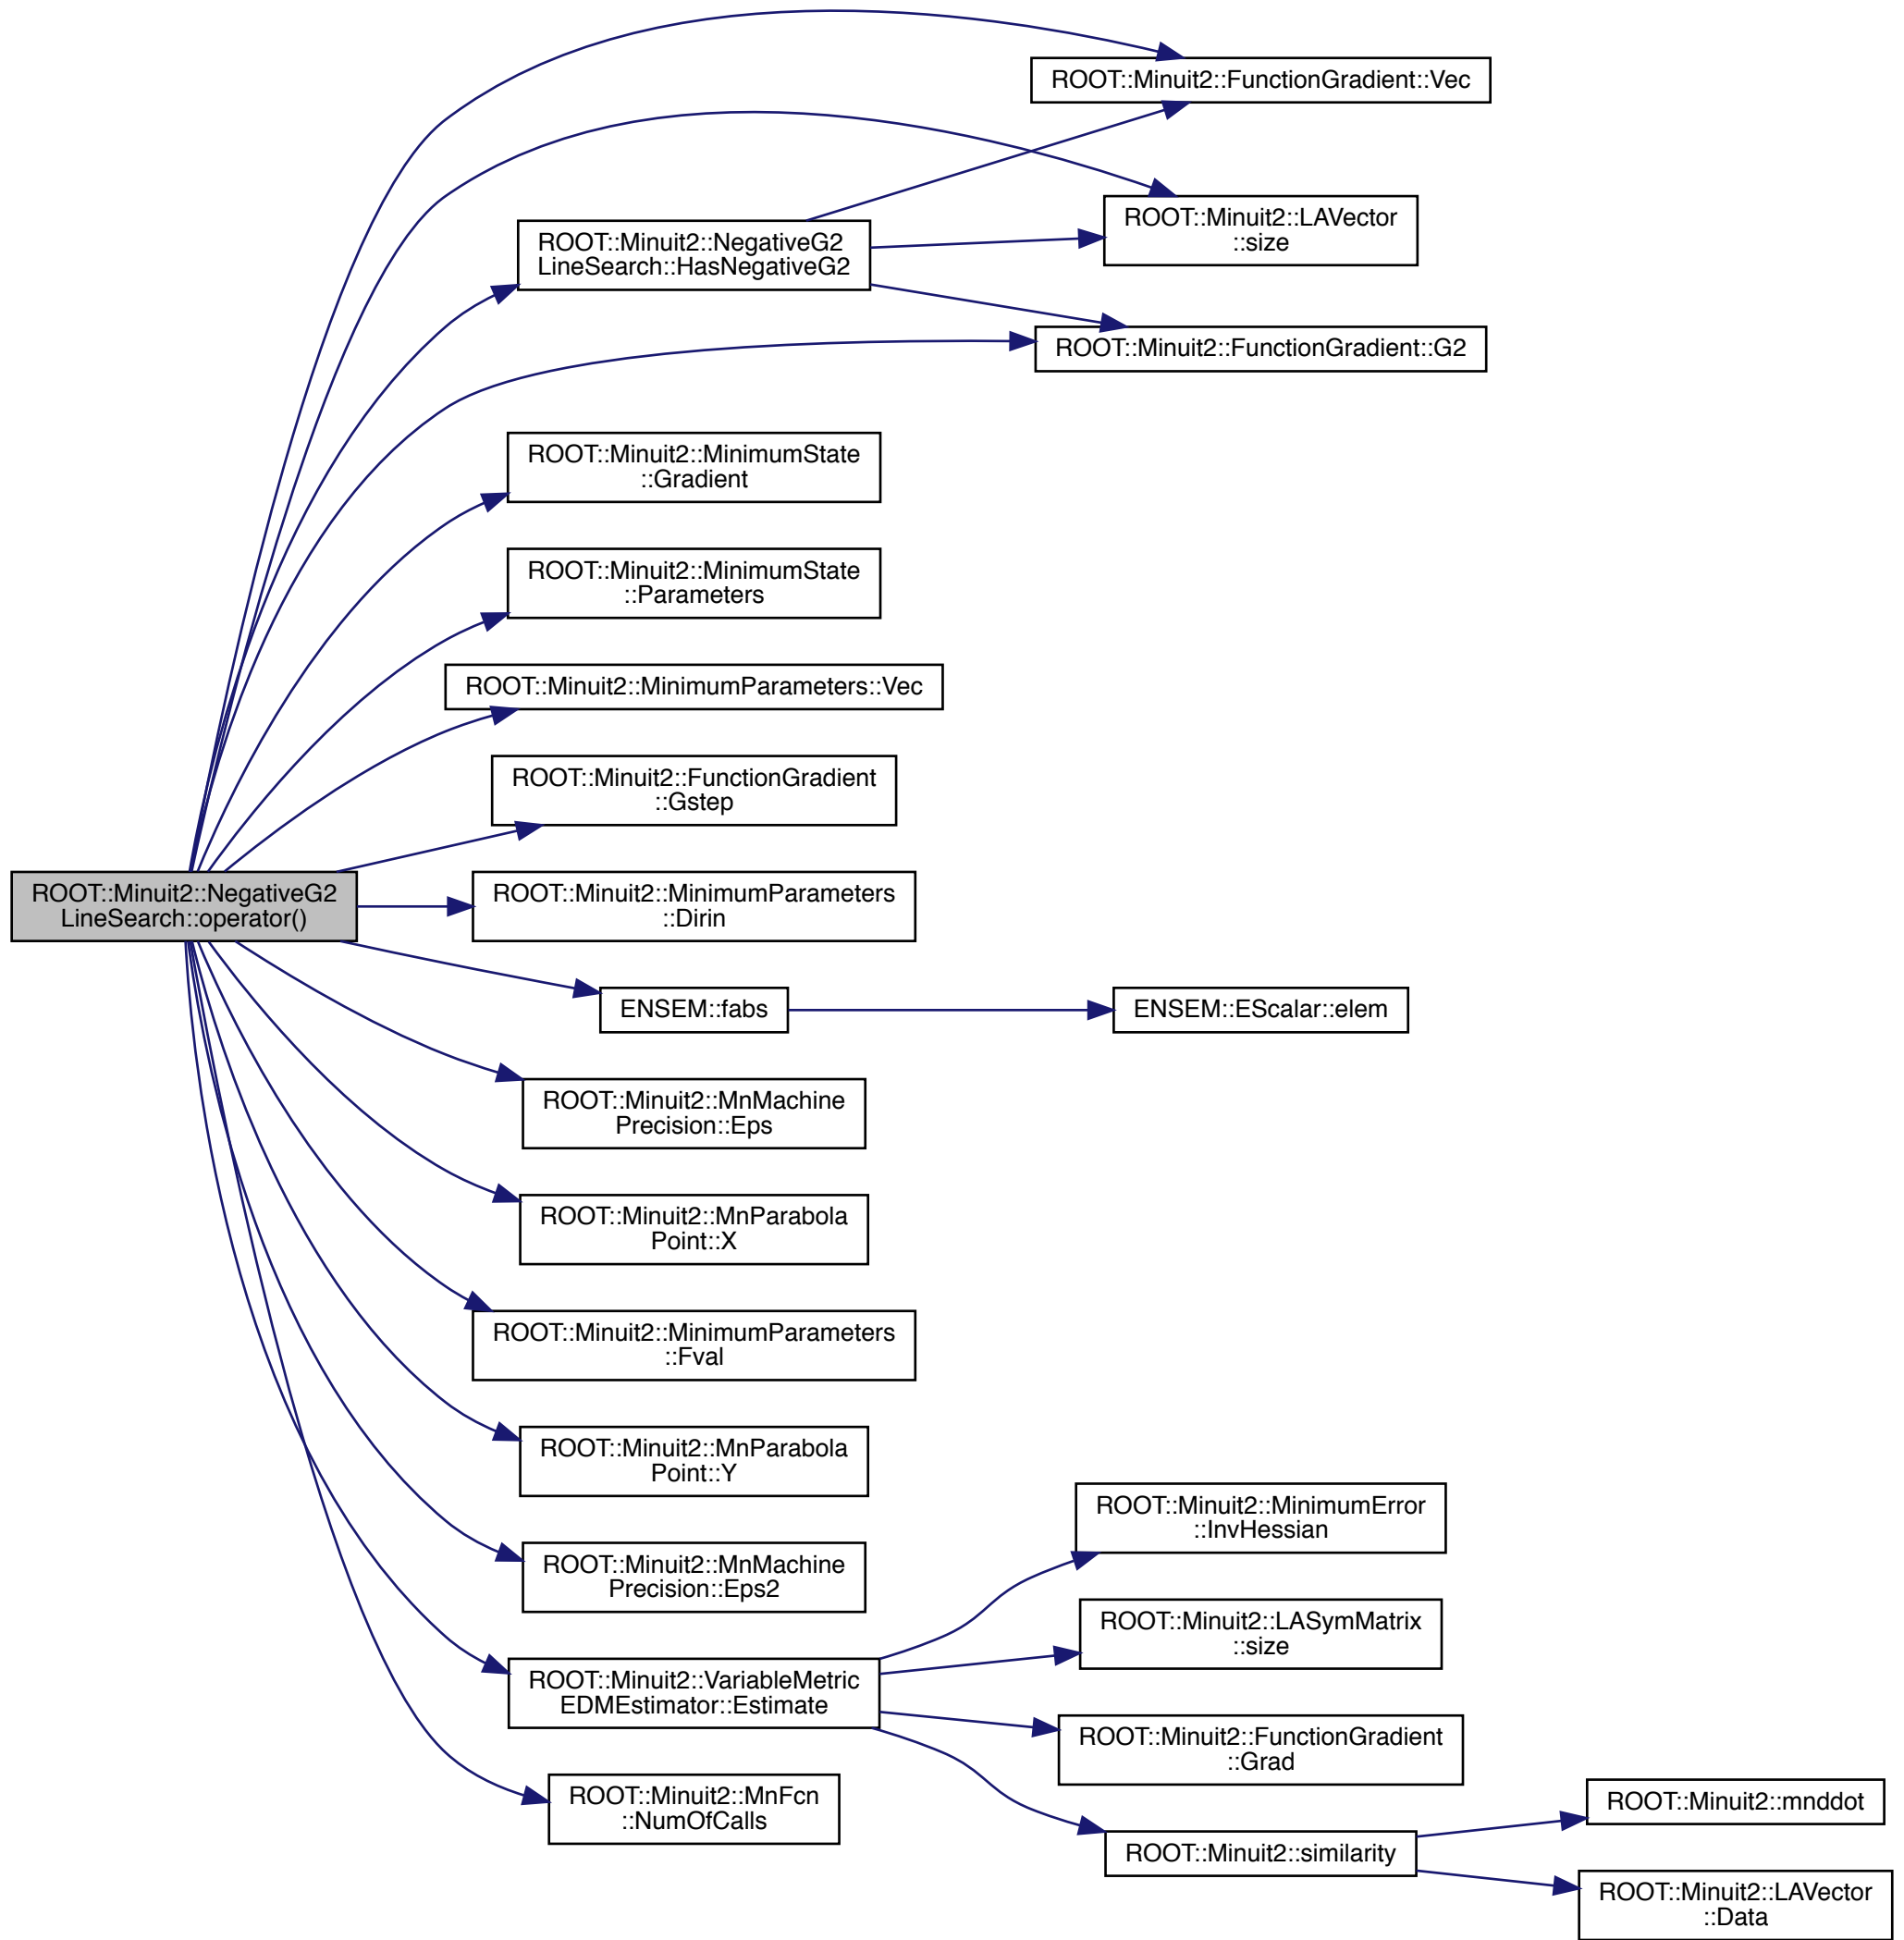 ROOT::Minuit2::FunctionGradient::Vec
ROOT::Minuit2::LAVector
::size
ROOT::Minuit2::NegativeG2
LineSearch::HasNegativeG2
ROOT::Minuit2::FunctionGradient::G2
ROOT::Minuit2::MinimumState
::Gradient
ROOT::Minuit2::MinimumState
::Parameters
ROOT::Minuit2::MinimumParameters::Vec
ROOT::Minuit2::FunctionGradient
::Gstep
ROOT::Minuit2::NegativeG2
LineSearch::operator()
ROOT::Minuit2::MinimumParameters
::Dirin
ENSEM::fabs
ENSEM::EScalar::elem
ROOT::Minuit2::MnMachine
Precision::Eps
ROOT::Minuit2::MnParabola
Point::X
ROOT::Minuit2::MinimumParameters
::Fval
ROOT::Minuit2::MnParabola
Point::Y
ROOT::Minuit2::MinimumError
::InvHessian
ROOT::Minuit2::MnMachine
Precision::Eps2
ROOT::Minuit2::LASymMatrix
::size
ROOT::Minuit2::VariableMetric
EDMEstimator::Estimate
ROOT::Minuit2::FunctionGradient
::Grad
ROOT::Minuit2::MnFcn
::NumOfCalls
ROOT::Minuit2::mnddot
ROOT::Minuit2::similarity
ROOT::Minuit2::LAVector
::Data